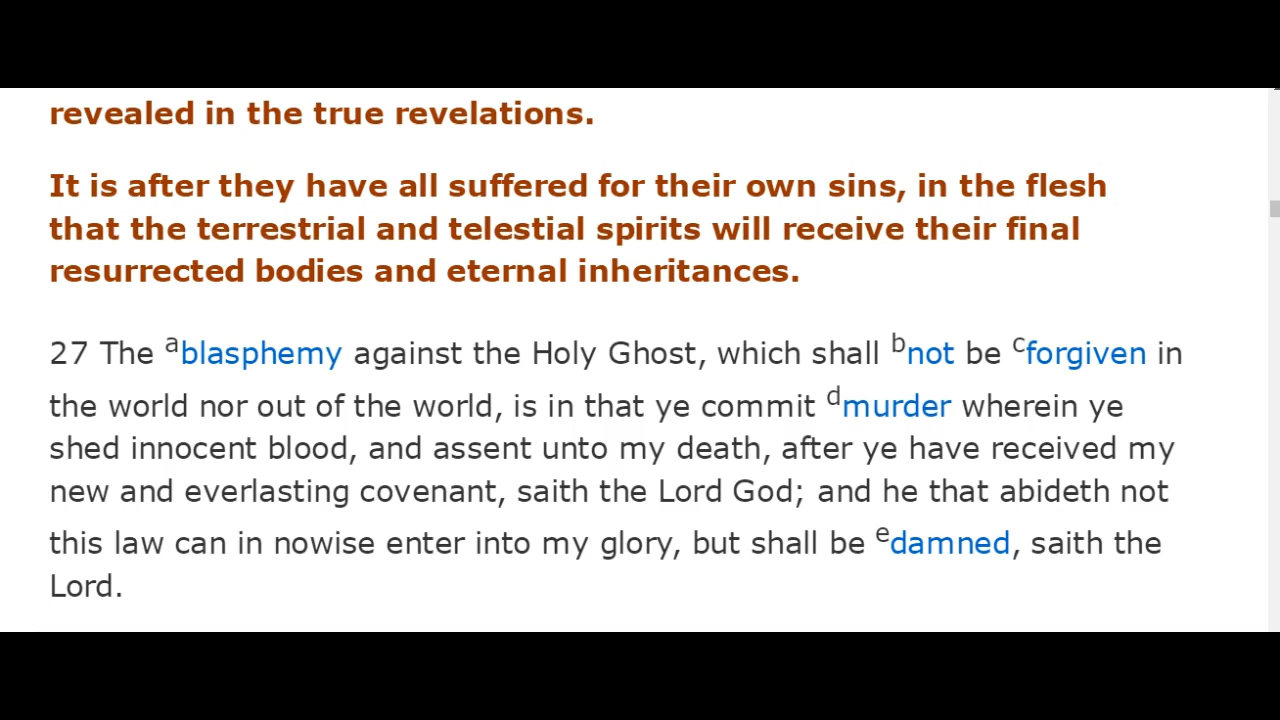 revealed in the true revelations.
It is after they have all suffered for their own sins, in the flesh
that the terrestrial and telestial spirits will receive their final
resurrected bodies and eternal inheritances.
27 The ablasphemy against the Holy Ghost, which shall bnot be cforgiven in
the world nor out of the world, is in that ye commit dmurder wherein ye
shed innocent blood, and assent unto my death, after ye have received my
new and everlasting covenant, saith the Lord God; and he that abideth not
this law can in nowise enter into my glory, but shall be edamned, saith the
Lord.